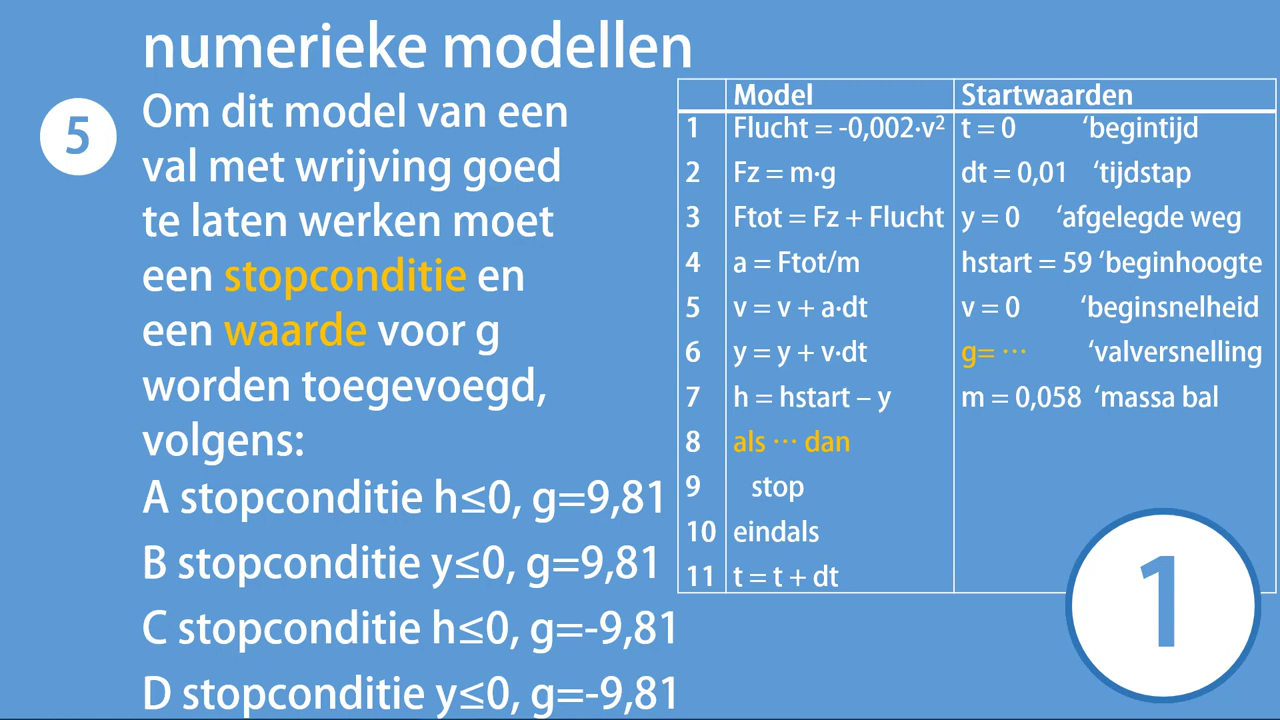 numerieke modellen
5
Om dit model van een
val met wrijving goed
te laten werken moet
een stopconditie en
een waarde voor g
worden toegevoegd,
volgens:
A stopconditie h≤0, g=9,81
B stopconditie y≤0, g=9,81
C stopconditie h≤0, g=-9,81
D stopconditie y≤0, g=-9,81
Model Startwaarden
1 Flucht = -0,002·v² t = 0 ‘begintijd
2 Fz = m·g dt = 0,01 ‘tijdstap
3 Ftot = Fz + Flucht y = 0 ‘afgelegde weg
4 a = Ftot/m hstart = 59 ‘beginhoogte
5 v = v + a·dt v = 0 ‘beginsnelheid
6 y = y + v·dt g= ··· ‘valversnelling
7 h = hstart – y m = 0,058 ‘massa bal
8 als ··· dan
9 stop
10 eindals
11 t = t + dt
1